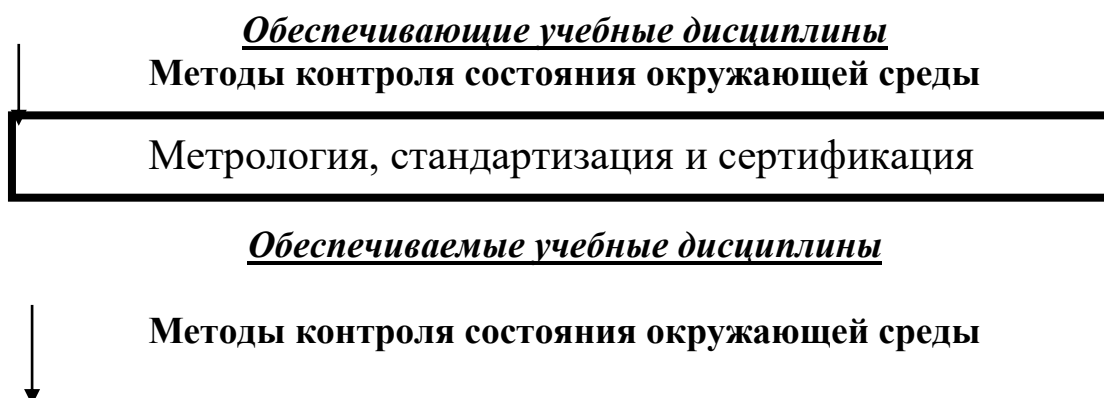 Обеспечивающие учебные дисциплины
Методы контроля состояния окружающей среды
Метрология, стандартизация и сертификация
Обеспечиваемые учебные дисциплины
Методы контроля состояния окружающей среды